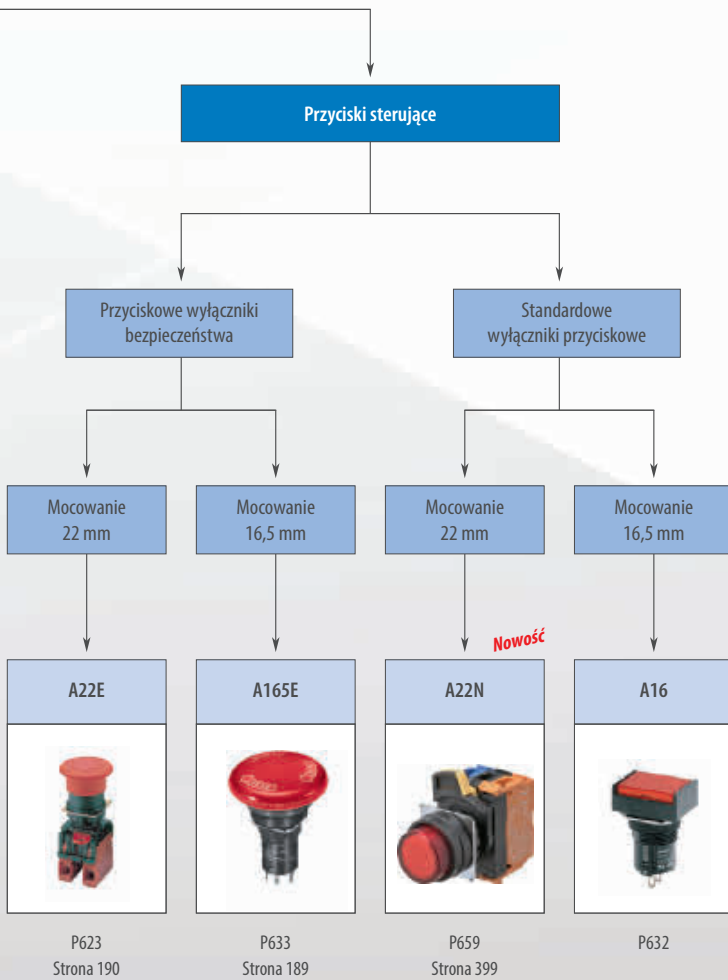 Przyciski sterujące
Przyciskowe wyłączniki
bezpieczeństwa
Standardowe
wyłączniki przyciskowe
Mocowanie
22 mm
Mocowanie
16,5 mm
Mocowanie
22 mm
Mocowanie
16,5 mm
Nowość
A22E
A165E
A22N
A16
P623
Strona 190
P633
Strona 189
P659
Strona 399
P632